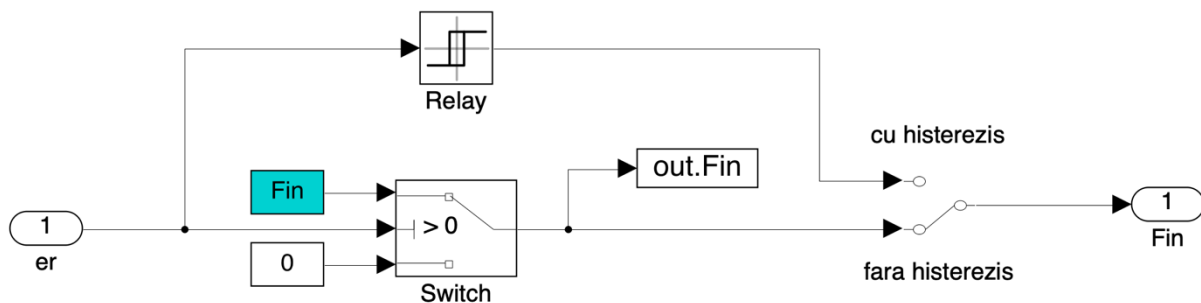 Relay
cu histerezis
out.Fin
Fin
> 0
1
er
0
Switch
fara histerezis
1
Fin